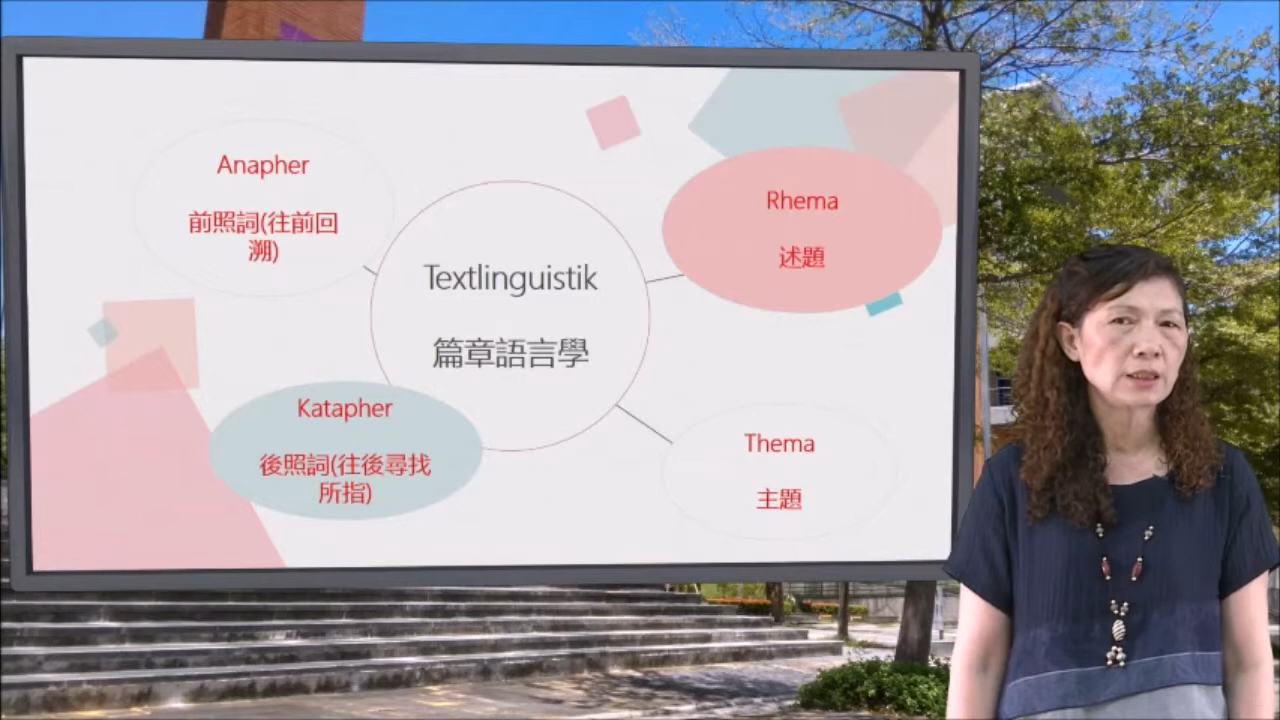 Anapher
前照詞(往前回
溯)
Rhema
述題
Textlinguistik
篇章語言學
Katapher
後照詞(往後尋找
所指)
Thema
主題